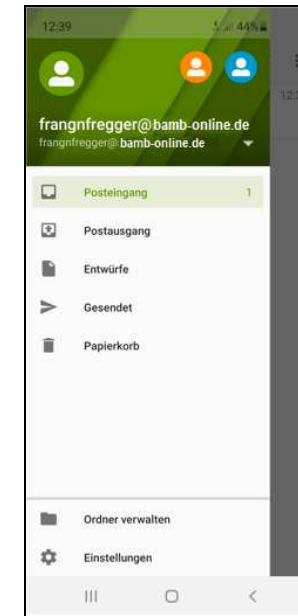 12:39 44%
frangnfregger@bamb-online.de
frangnfregger@bamb-online.de
Posteingang 1
Postausgang
Entwürfe
Gesendet
Papierkorb
Ordner verwalten
Einstellungen